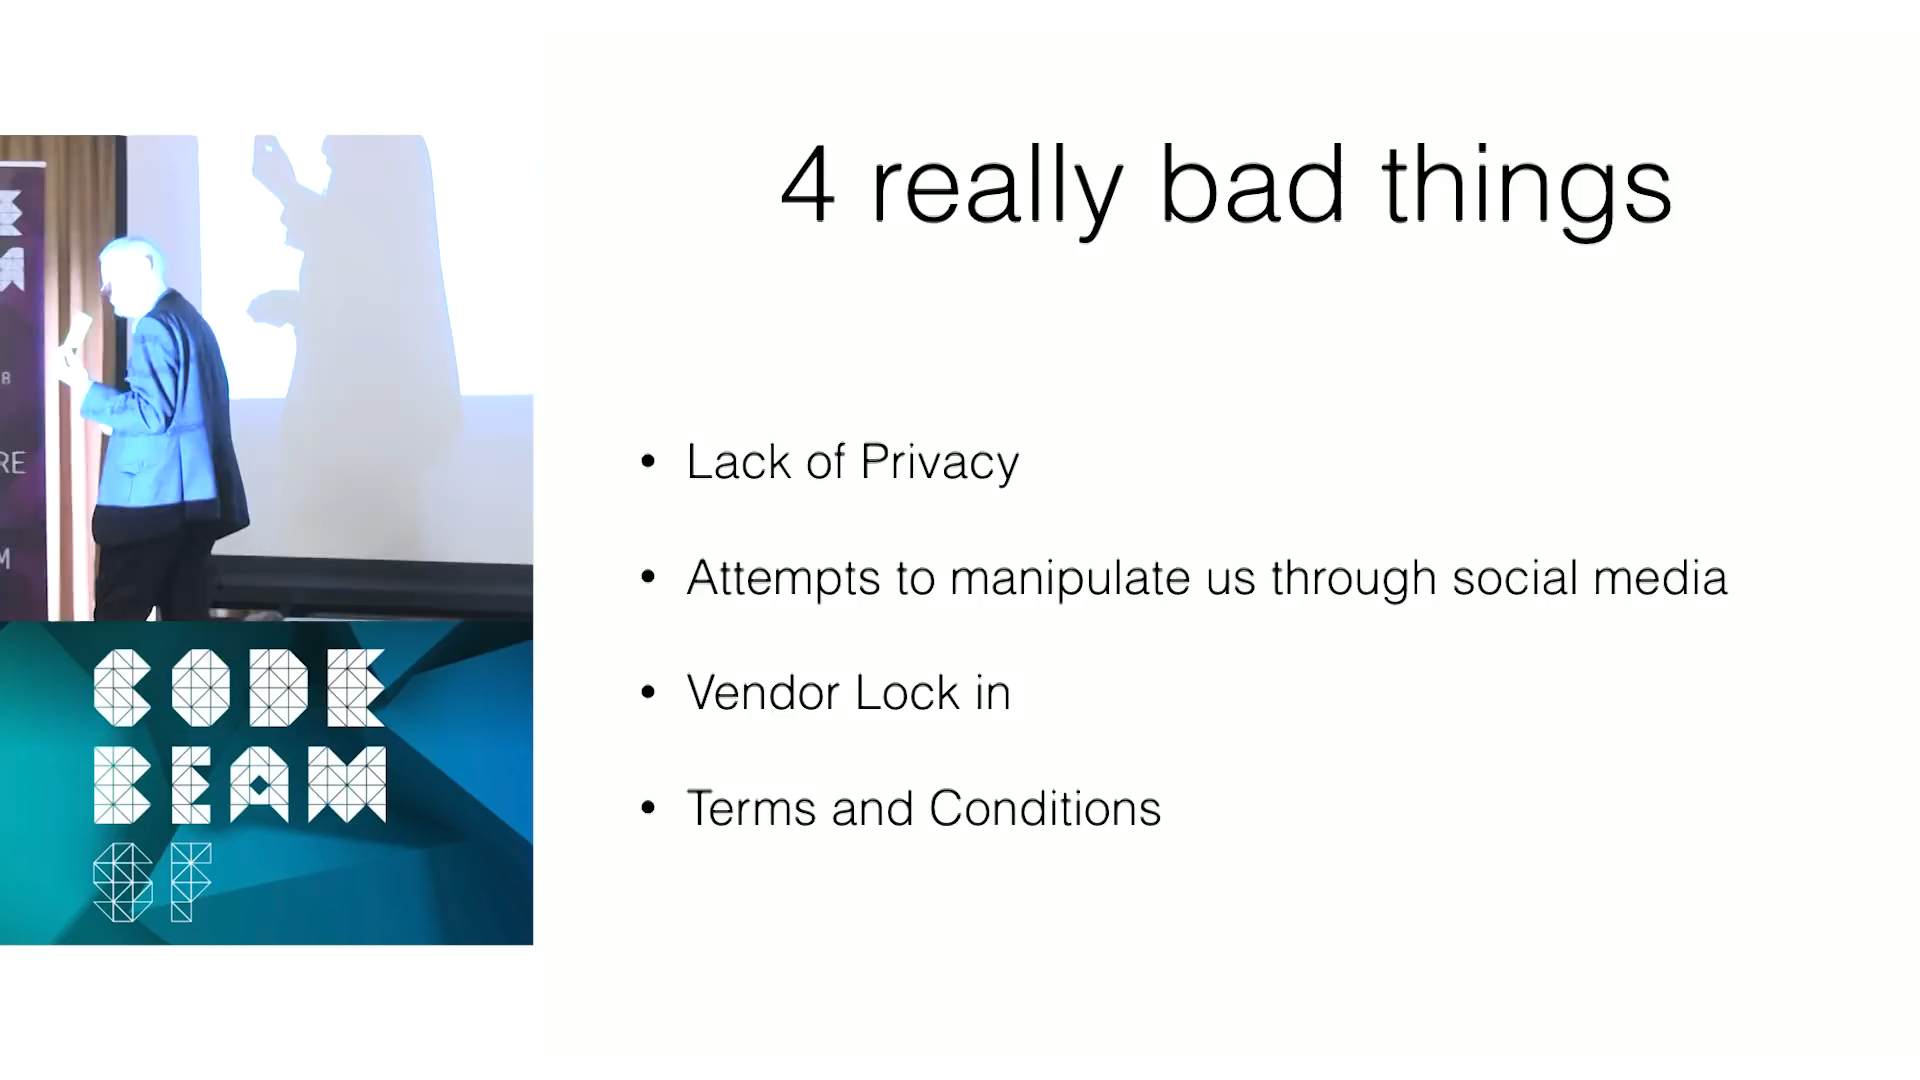 4 really bad things
• Lack of Privacy
• Attempts to manipulate us through social media
• Vendor Lock in
• Terms and Conditions
RE
M
CODE
BEAM
SF